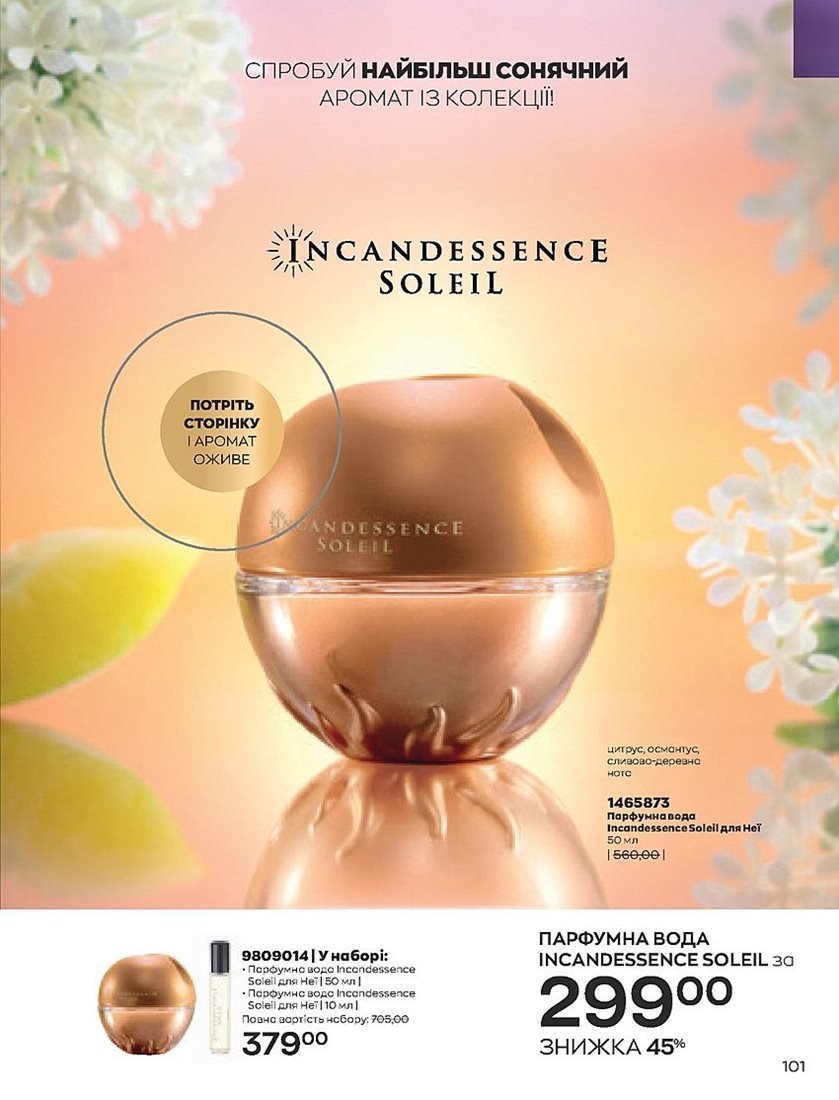 СПРОБУЙ НАЙБІЛЬШ СОНЯЧНИЙ
АРОМАТ ІЗ КОЛЕКЦІЇ!
INCANDESSENCE
SOLEIL
ПОТРІТЬ
СТОРІНКУ
І АРОМАТ
ОЖИВЕ
INCANDESSENCE
SOLEIL
цитрус, османтус,
сливово-деревна
нота
1465873
Парфумна вода
Incandessence Soleil для Неї
50 мл
| 560,00 |
9809014 | У наборі:
• Парфумна вода Incandessence
Soleil для Неї | 50 мл |
• Парфумна вода Incandessence
Soleil для Неї | 10 мл |
Повна вартість набору: 705,00
379⁰⁰
ПАРФУМНА ВОДА
INCANDESSENCE SOLEIL за
299⁰⁰
ЗНИЖКА 45%
101